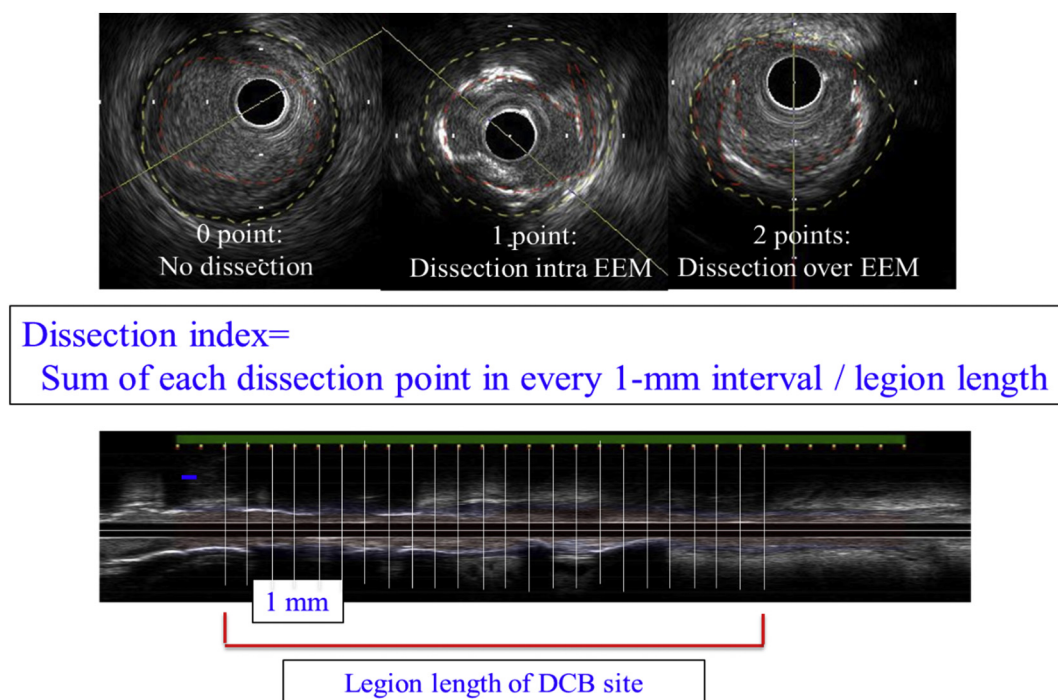 0 point:
No dissection
1 point:
Dissection intra EEM
2 points:
Dissection over EEM
Dissection index=
Sum of each dissection point in every 1-mm interval / legion length
1 mm
Legion length of DCB site